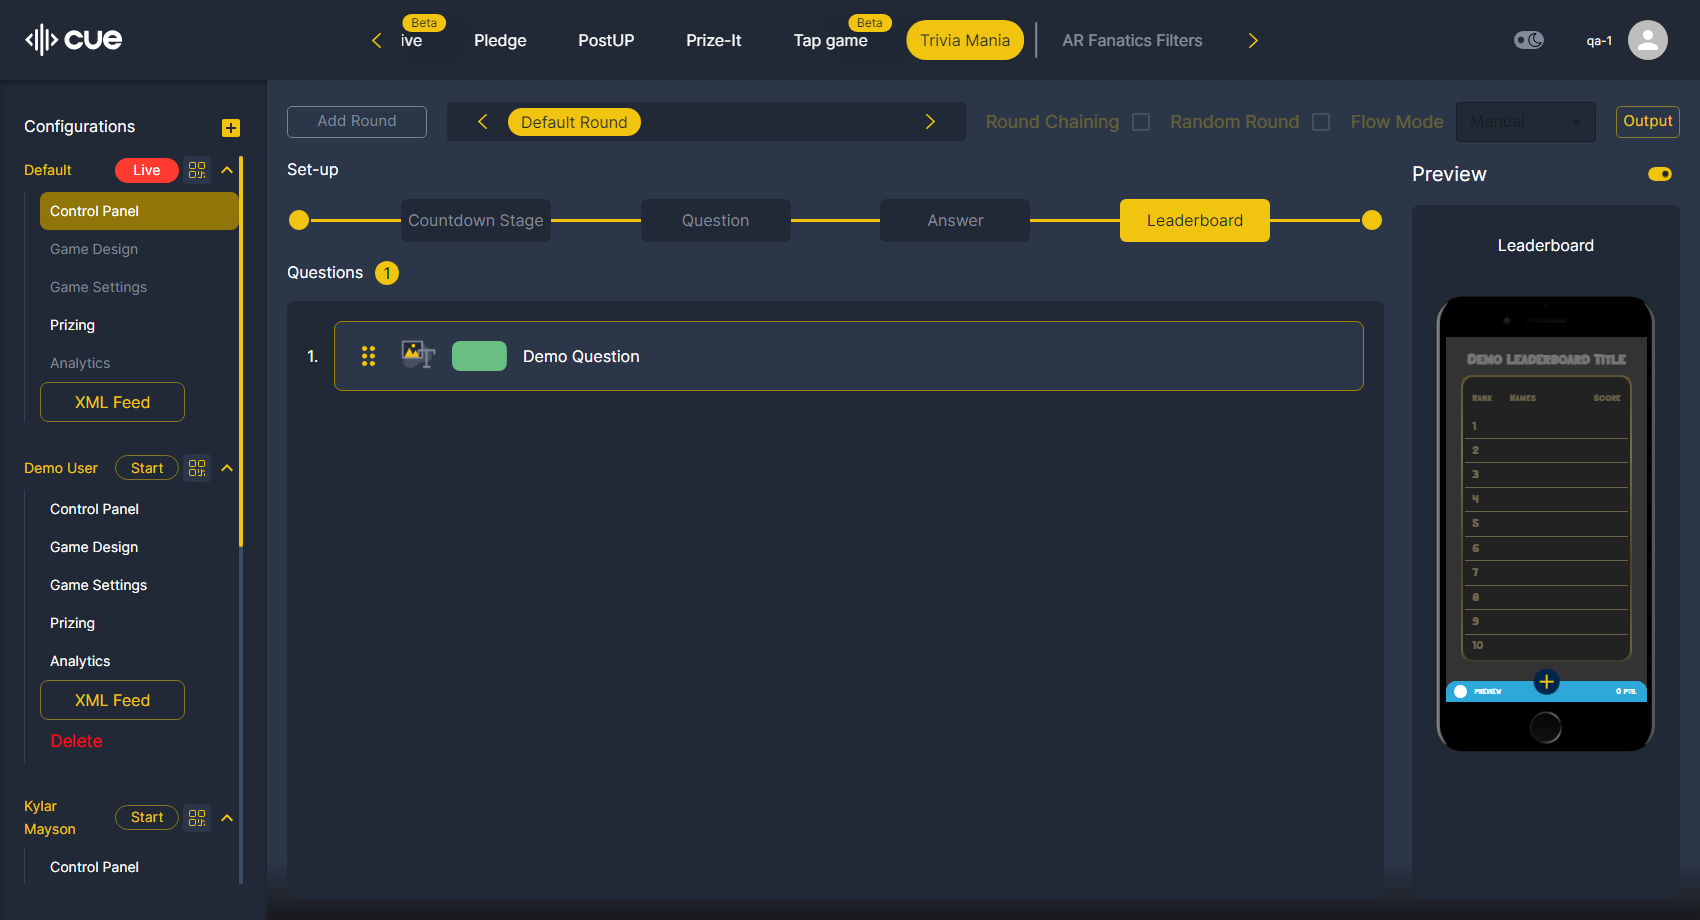 cue
Beta
ive
Pledge
PostUP
Prize-It
Tap game
Beta
Trivia Mania
AR Fanatics Filters
qa-1
Configurations
Default
Live
Control Panel
Game Design
Game Settings
Prizing
Analytics
XML Feed
Demo User
Start
Control Panel
Game Design
Game Settings
Prizing
Analytics
XML Feed
Delete
Kylar
Mayson
Start
Control Panel
Add Round
Default Round
Round Chaining
Random Round
Flow Mode
Manual
Output
Set-up
Countdown Stage
Question
Answer
Leaderboard
Questions 1
1. Demo Question
Preview
Leaderboard
Demo Leaderboard Title
Rank Names Score
1
2
3
4
5
6
7
8
9
10
PREVIEW
0 PTS.